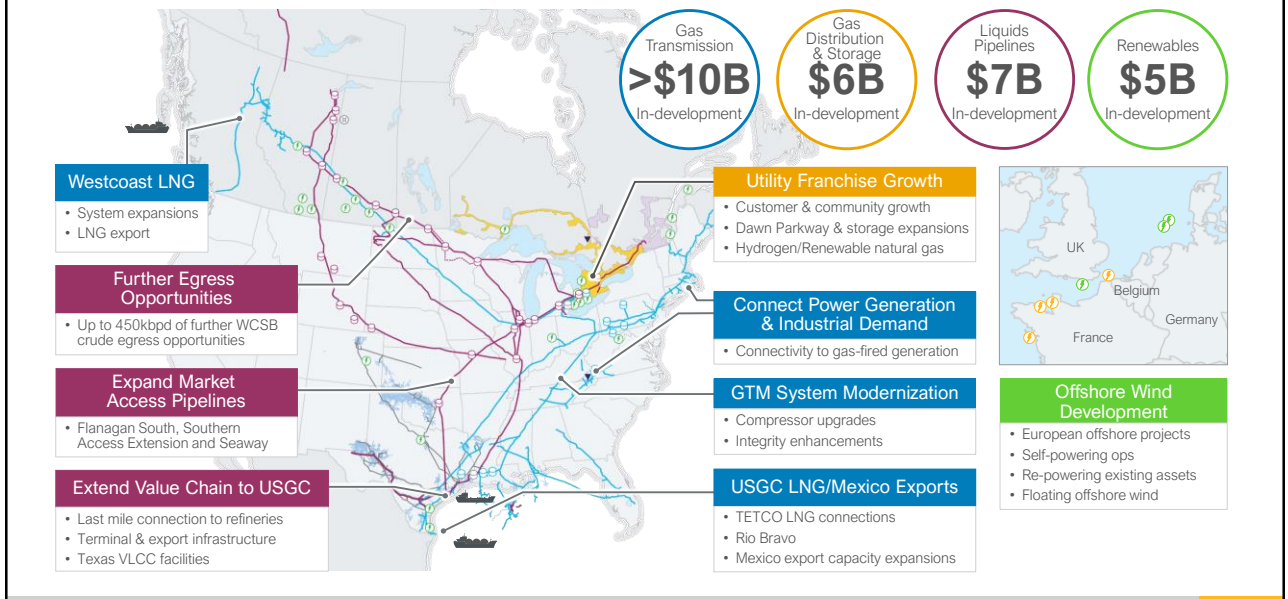 Gas
Transmission
>$10B
In-development
Gas
Distribution
& Storage
$6B
In-development
Liquids
Pipelines
$7B
In-development
Renewables
$5B
In-development
Westcoast LNG
• System expansions
• LNG export
Further Egress
Opportunities
• Up to 450kbpd of further WCSB
crude egress opportunities
Expand Market
Access Pipelines
• Flanagan South, Southern
Access Extension and Seaway
Extend Value Chain to USGC
• Last mile connection to refineries
• Terminal & export infrastructure
• Texas VLCC facilities
Utility Franchise Growth
• Customer & community growth
• Dawn Parkway & storage expansions
• Hydrogen/Renewable natural gas
Connect Power Generation
& Industrial Demand
• Connectivity to gas-fired generation
GTM System Modernization
• Compressor upgrades
• Integrity enhancements
USGC LNG/Mexico Exports
• TETCO LNG connections
• Rio Bravo
• Mexico export capacity expansions
UK
Belgium
Germany
France
Offshore Wind
Development
• European offshore projects
• Self-powering ops
• Re-powering existing assets
• Floating offshore wind